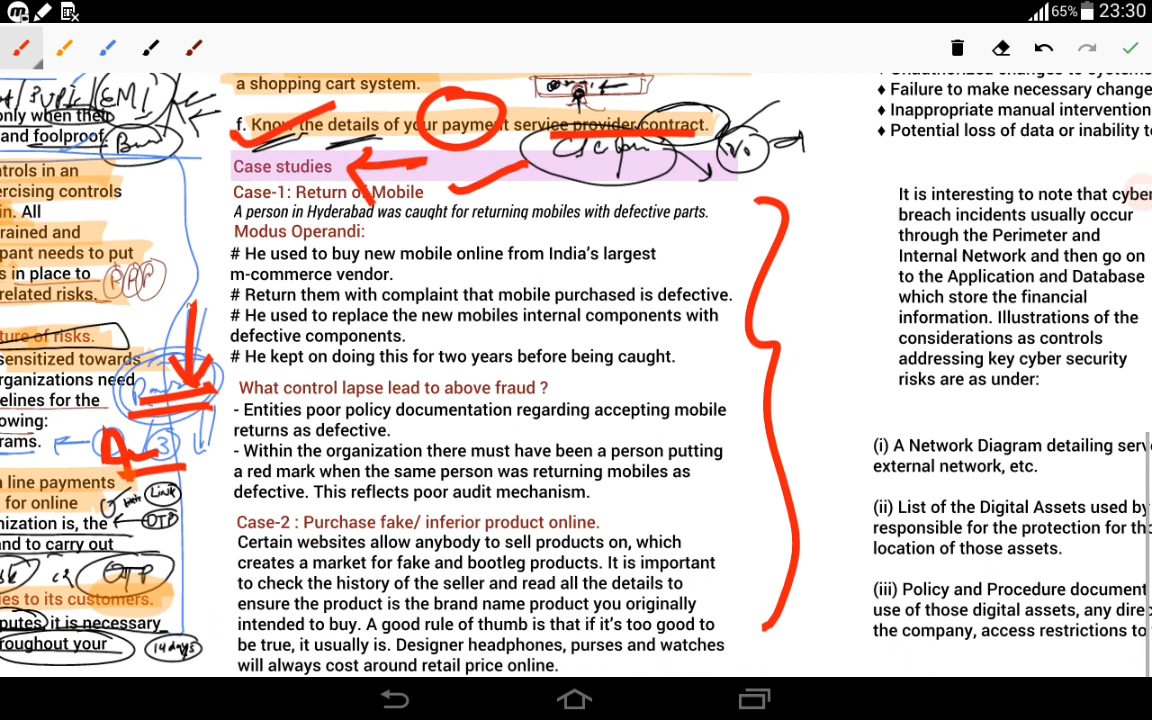 65% 23:30
only when their
and foolproof
ntrols in an
ercising controls
in. All
rained and
pant needs to put
s in place to
related risks.
ture of risks.
sensitized towards
rganizations need
elines for the
owing:
rams.
n line payments
for online
nization is, the
and to carry out
es to its customers.
putes, it is necessary
roughout your
EMI
Link
OTP
OTP
14 days
3
a shopping cart system.
f. Know the details of your payment service provider contract.
Case studies
Case-1: Return of Mobile
A person in Hyderabad was caught for returning mobiles with defective parts.
Modus Operandi:
# He used to buy new mobile online from India's largest
m-commerce vendor.
# Return them with complaint that mobile purchased is defective.
# He used to replace the new mobiles internal components with
defective components.
# He kept on doing this for two years before being caught.
What control lapse lead to above fraud ?
- Entities poor policy documentation regarding accepting mobile
returns as defective.
- Within the organization there must have been a person putting
a red mark when the same person was returning mobiles as
defective. This reflects poor audit mechanism.
Case-2 : Purchase fake/ inferior product online.
Certain websites allow anybody to sell products on, which
creates a market for fake and bootleg products. It is important
to check the history of the seller and read all the details to
ensure the product is the brand name product you originally
intended to buy. A good rule of thumb is that if it's too good to
be true, it usually is. Designer headphones, purses and watches
will always cost around retail price online.
♦ Failure to make necessary change
♦ Inappropriate manual intervention
♦ Potential loss of data or inability to
It is interesting to note that cyber
breach incidents usually occur
through the Perimeter and
Internal Network and then go on
to the Application and Database
which store the financial
information. Illustrations of the
considerations as controls
addressing key cyber security
risks are as under:
(i) A Network Diagram detailing serv
external network, etc.
(ii) List of the Digital Assets used by
responsible for the protection for tho
location of those assets.
(iii) Policy and Procedure document
use of those digital assets, any dire
the company, access restrictions to